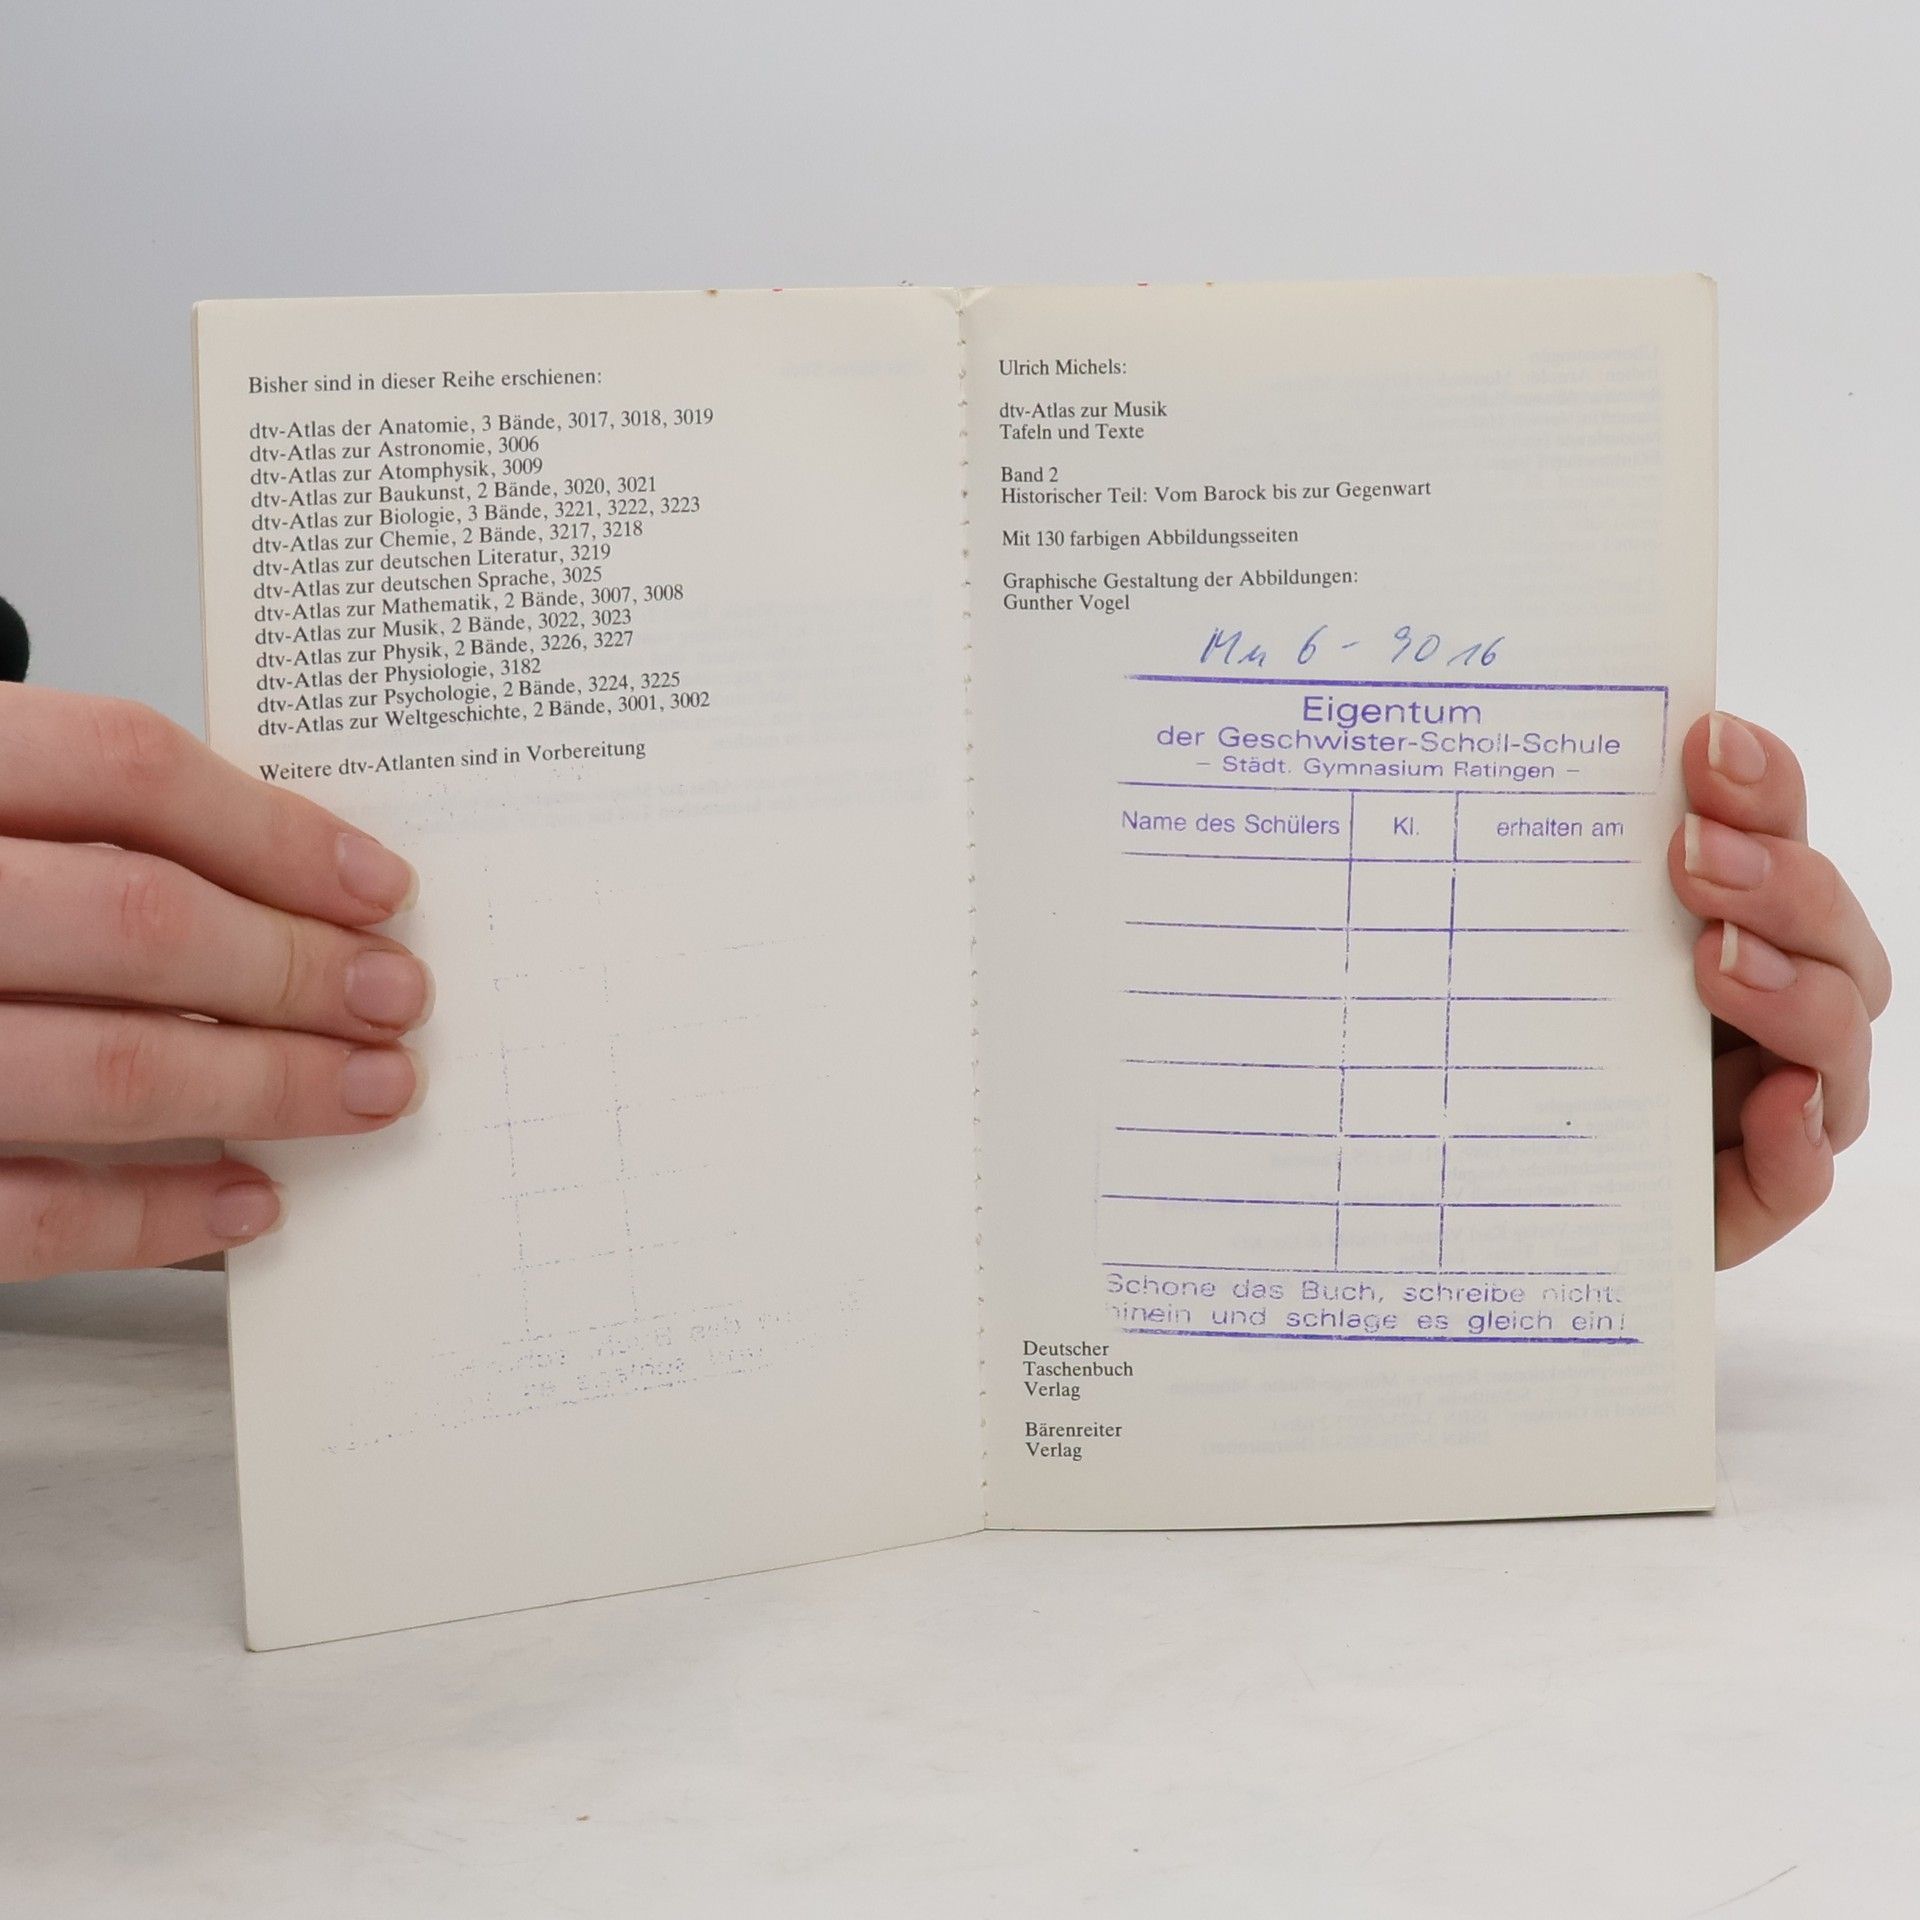 Bisher sind in dieser Reihe erschienen:
dtv-Atlas der Anatomie, 3 Bände, 3017, 3018, 3019
dtv-Atlas zur Astronomie, 3006
dtv-Atlas zur Atomphysik, 3009
dtv-Atlas zur Baukunst, 2 Bände, 3020, 3021
dtv-Atlas zur Biologie, 3 Bände, 3221, 3222, 3223
dtv-Atlas zur Chemie, 2 Bände, 3217, 3218
dtv-Atlas zur deutschen Literatur, 3219
dtv-Atlas zur deutschen Sprache, 3025
dtv-Atlas zur Mathematik, 2 Bände, 3007, 3008
dtv-Atlas zur Musik, 2 Bände, 3022, 3023
dtv-Atlas zur Physik, 2 Bände, 3226, 3227
dtv-Atlas der Physiologie, 3182
dtv-Atlas zur Psychologie, 2 Bände, 3224, 3225
dtv-Atlas zur Weltgeschichte, 2 Bände, 3001, 3002
Weitere dtv-Atlanten sind in Vorbereitung
Ulrich Michels:
dtv-Atlas zur Musik
Tafeln und Texte
Band 2
Historischer Teil: Vom Barock bis zur Gegenwart
Mit 130 farbigen Abbildungsseiten
Graphische Gestaltung der Abbildungen:
Gunther Vogel
Mu 6 - 90 16
Eigentum
der Geschwister-Scholl-Schule
– Städt. Gymnasium Ratingen –
Name des Schülers Kl. erhalten am
Schone das Buch, schreibe nichts
hinein und schlage es gleich ein!
Deutscher
Taschenbuch
Verlag
Bärenreiter
Verlag